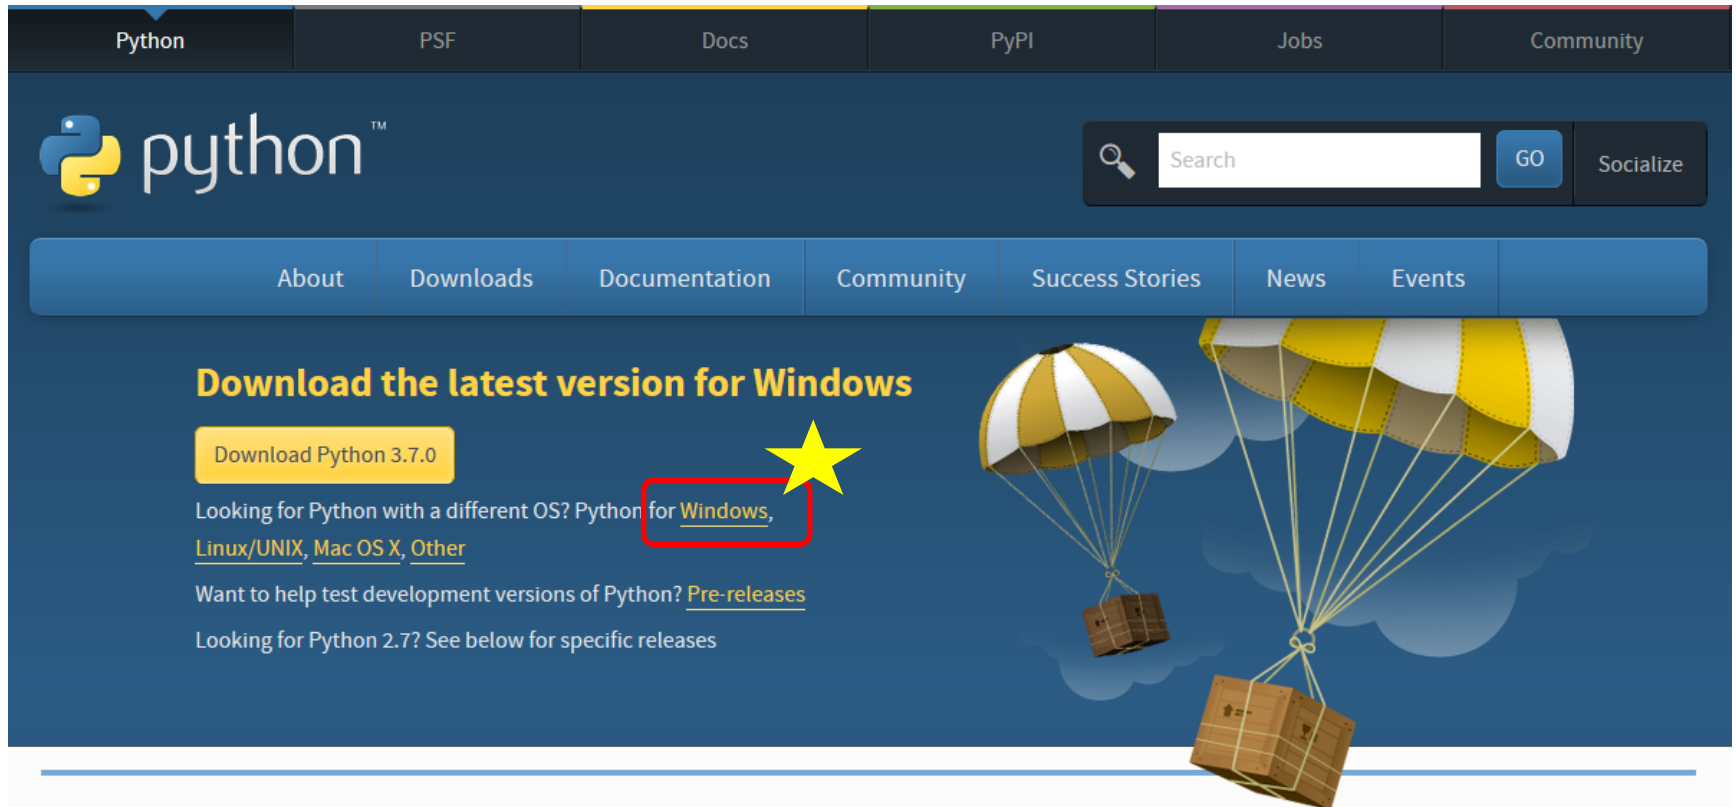 Python PSF Docs PyPI Jobs Community
python™
Search GO Socialize
About Downloads Documentation Community Success Stories News Events
Download the latest version for Windows
Download Python 3.7.0
Looking for Python with a different OS? Python for Windows,
Linux/UNIX, Mac OS X, Other
Want to help test development versions of Python? Pre-releases
Looking for Python 2.7? See below for specific releases